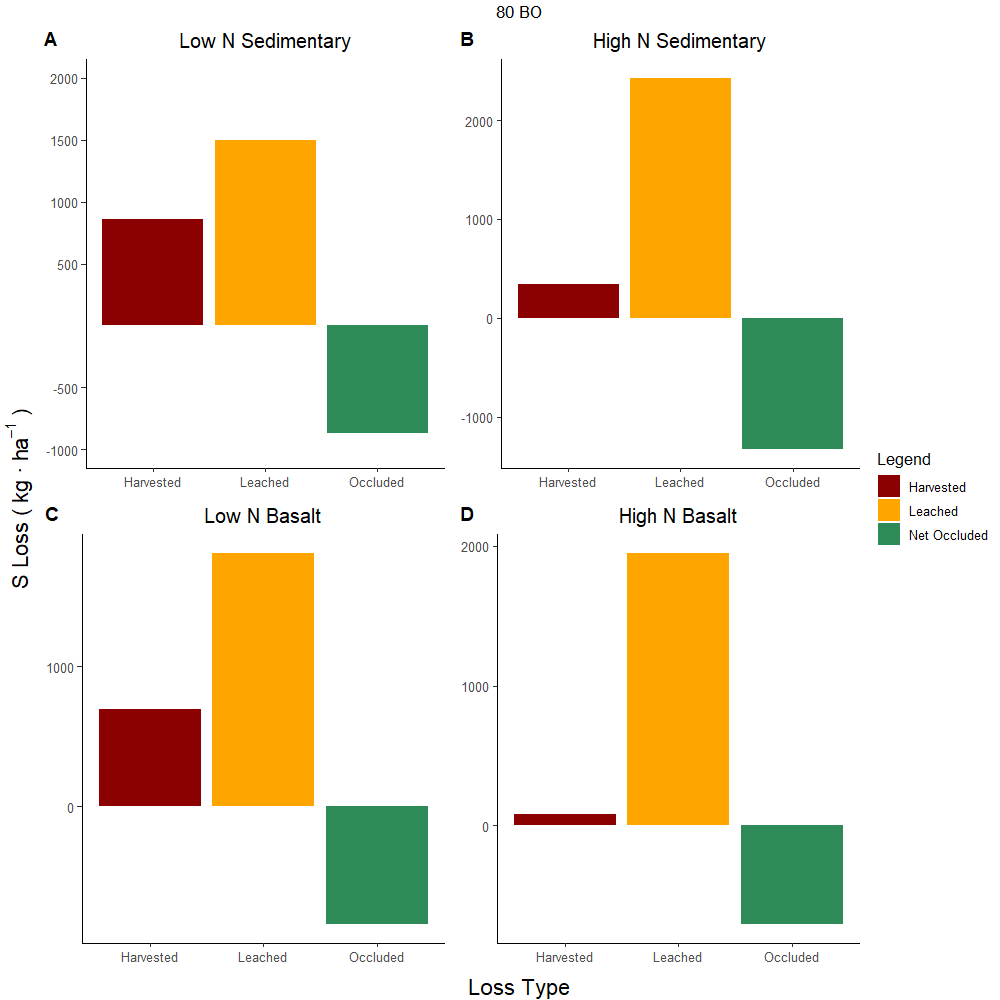 80 BO
A Low N Sedimentary
2000
1500
1000
500
-500
-1000
Harvested Leached Occluded
B High N Sedimentary
2000
1000
0
-1000
Harvested Leached Occluded
C Low N Basalt
1000
0
Harvested Leached Occluded
D High N Basalt
2000
1000
0
Harvested Leached Occluded
S Loss ( kg · ha⁻¹ )
Loss Type
Legend
Harvested
Leached
Net Occluded